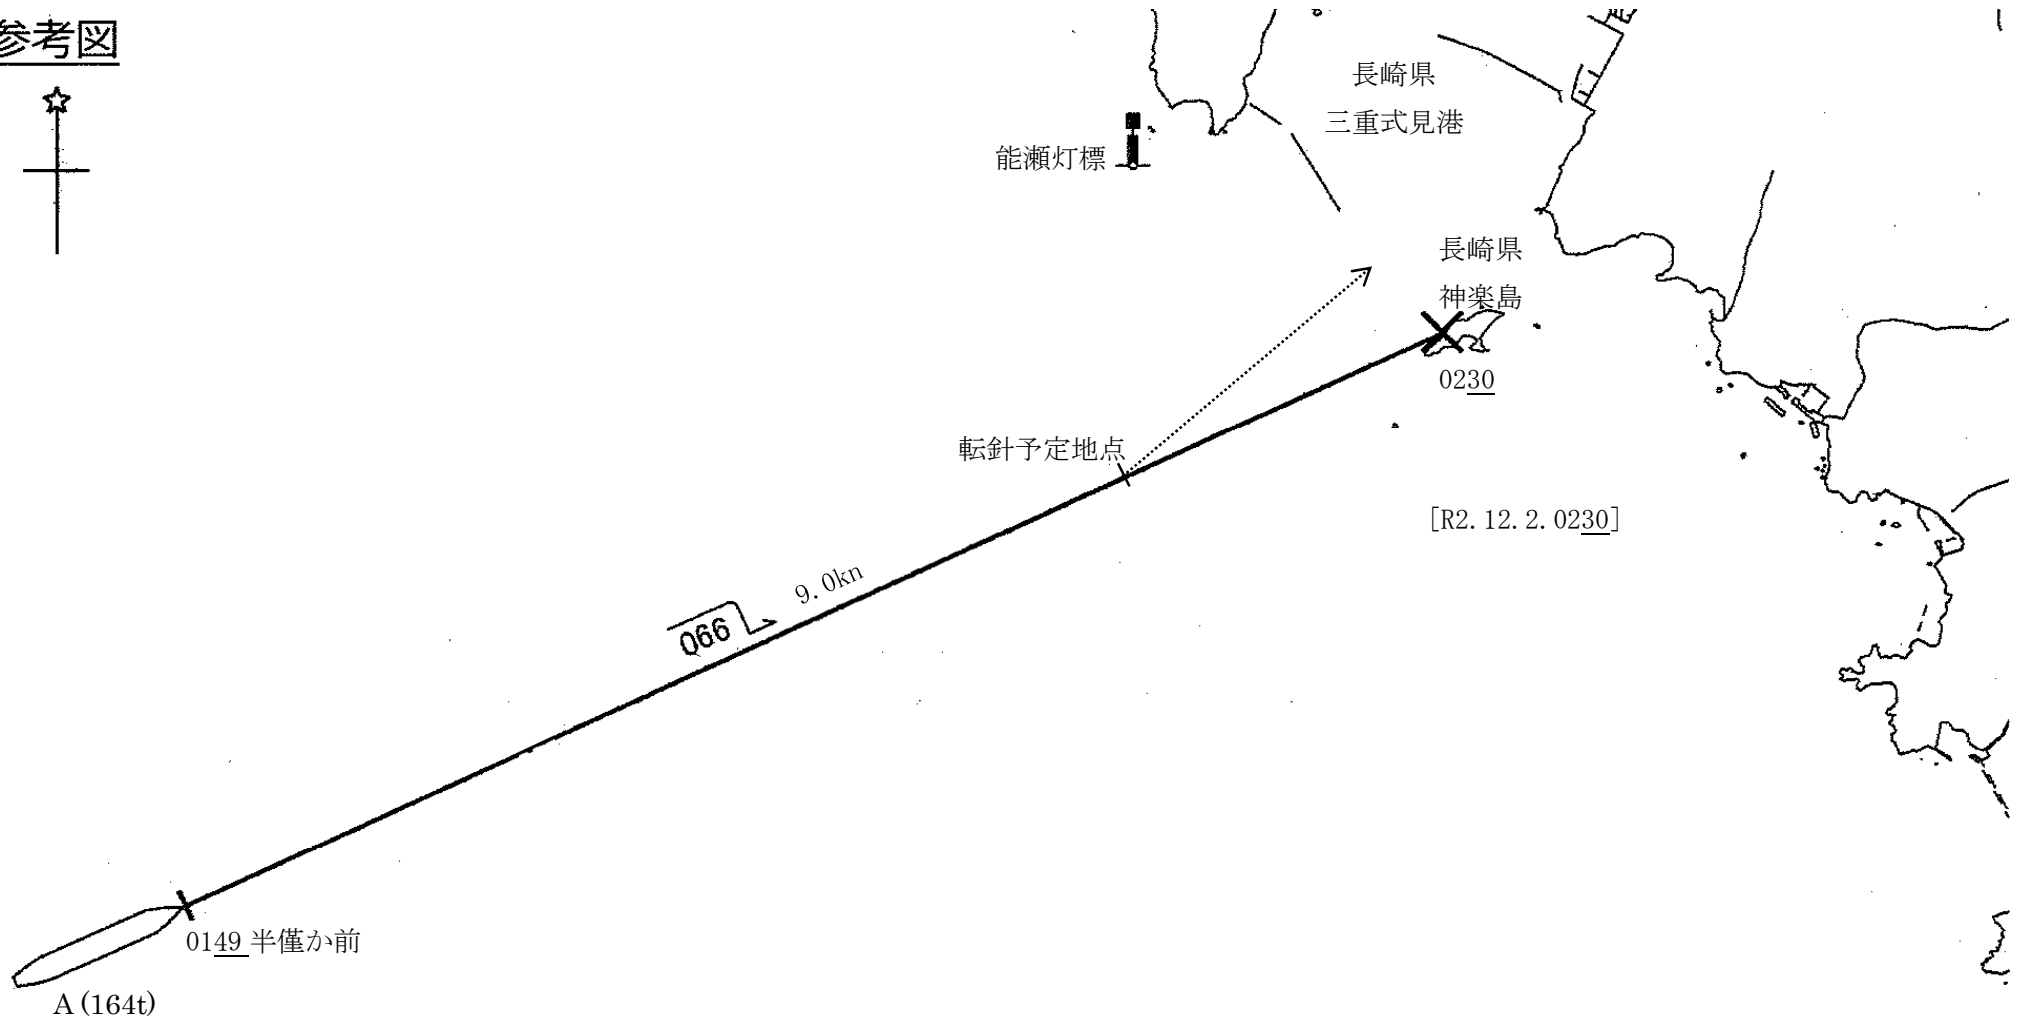 参考図
長崎県
三重式見港
能瀬灯標
長崎県
神楽島
0230
転針予定地点
[R2.12.2.0230]
9.0kn
066
0149 半僅か前
A (164t)